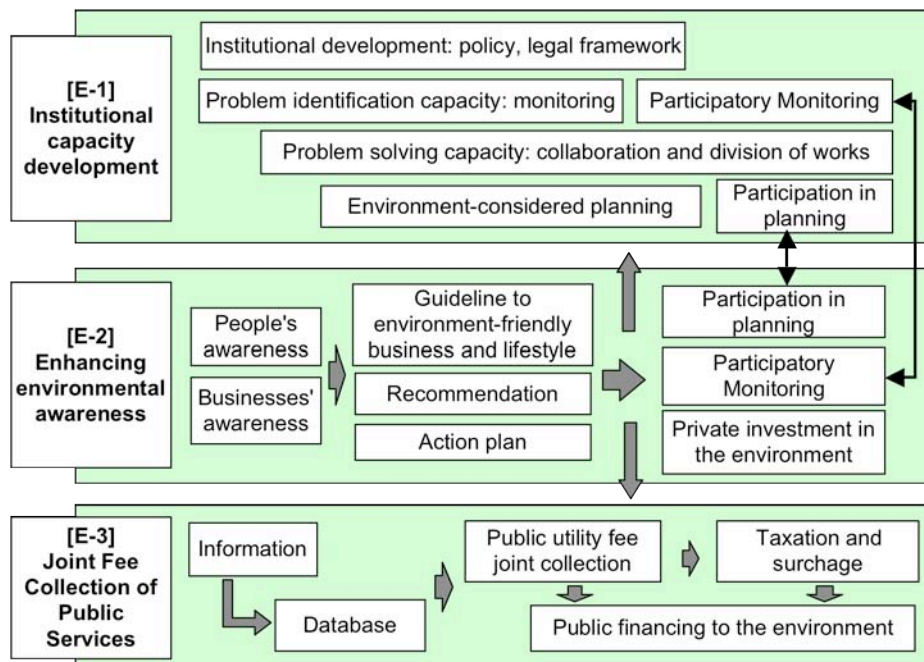 [E-1]
Institutional
capacity
development
Institutional development: policy, legal framework
Problem identification capacity: monitoring
Participatory Monitoring
Problem solving capacity: collaboration and division of works
Environment-considered planning
Participation in
planning
[E-2]
Enhancing
environmental
awareness
People's
awareness
Businesses'
awareness
Guideline to
environment-friendly
business and lifestyle
Recommendation
Action plan
Participation in
planning
Participatory
Monitoring
Private investment in
the environment
[E-3]
Joint Fee
Collection of
Public
Services
Information
Database
Public utility fee
joint collection
Taxation and
surchage
Public financing to the environment